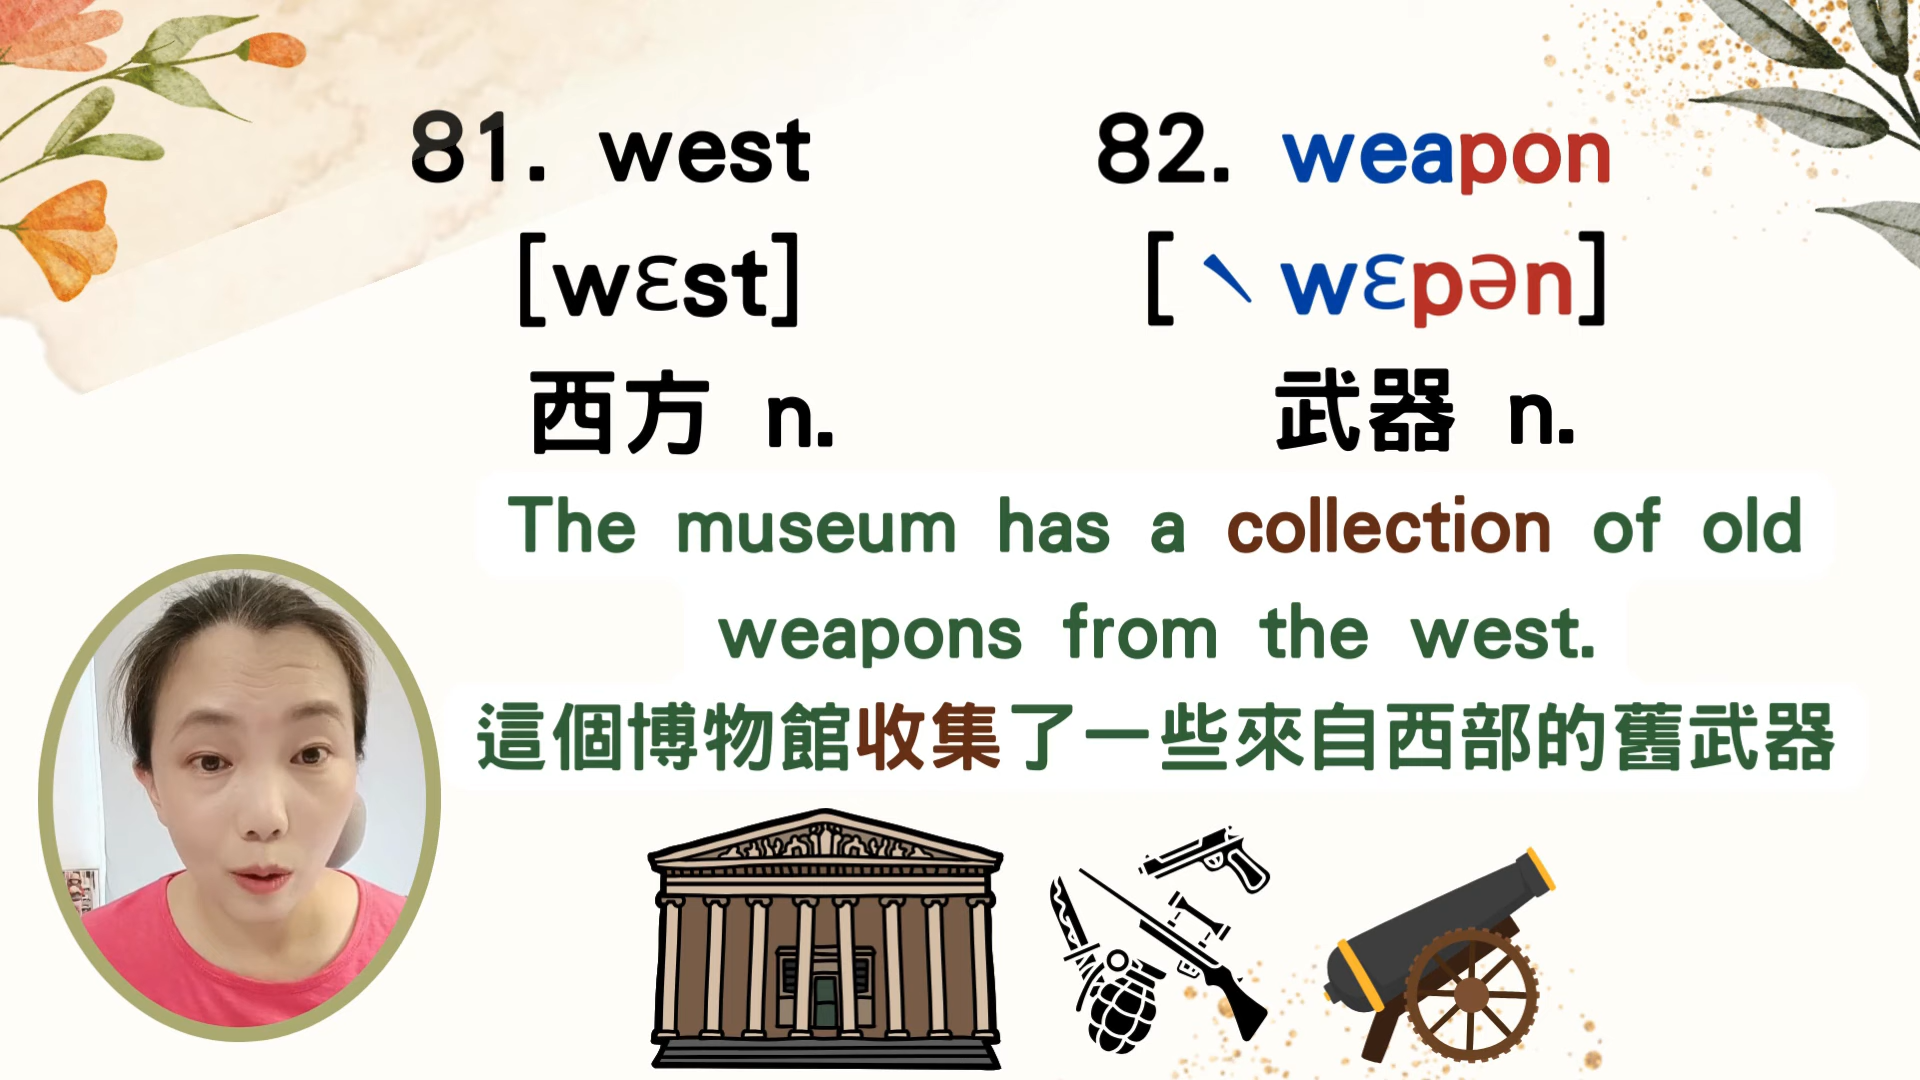 81. west
[wɛst]
西方 n.
82. weapon
[ˋwɛpən]
武器 n.
The museum has a collection of old
weapons from the west.
這個博物館收集了一些來自西部的舊武器